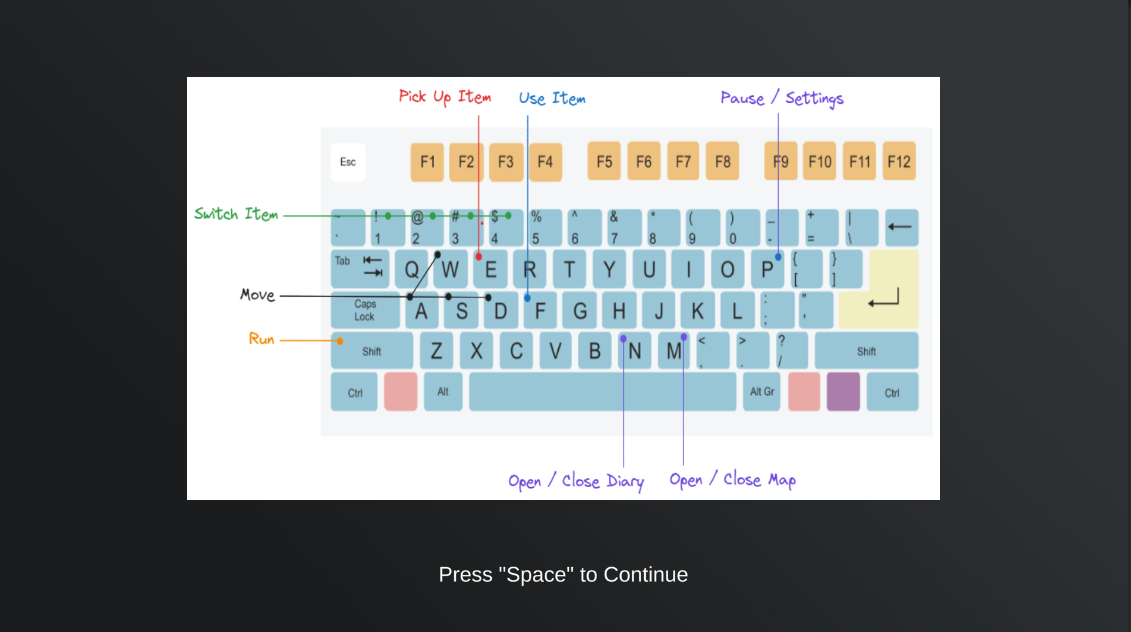 Pick Up Item Use Item Pause / Settings
Esc F1 F2 F3 F4 F5 F6 F7 F8 F9 F10 F11 F12
Switch Item
~ ! @ # $ % ^ & * ( ) _ + |
` 1 2 3 4 5 6 7 8 9 0 - = \ ←
Tab Q W E R T Y U I O P { [ } ]
Move
Caps Lock A S D F G H J K L : ; " '
Run
Shift Z X C V B N M < , > . ? / Shift
Ctrl Alt Alt Gr Ctrl
Open / Close Diary Open / Close Map
Press "Space" to Continue